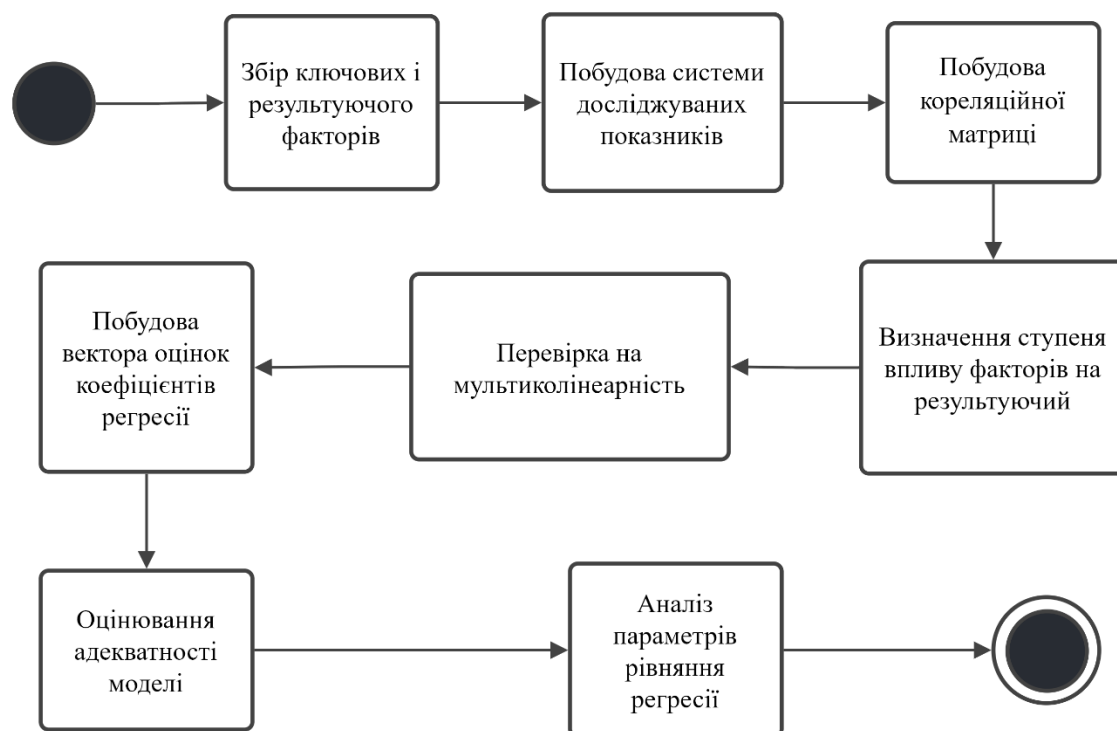 Збір ключових і
результуючого
факторів
Побудова системи
досліджуваних
показників
Побудова
кореляційної
матриці
Визначення ступеня
впливу факторів на
результуючий
Перевірка на
мультиколінеарність
Побудова
вектора оцінок
коефіцієнтів
регресії
Оцінювання
адекватності
моделі
Аналіз
параметрів
рівняння
регресії